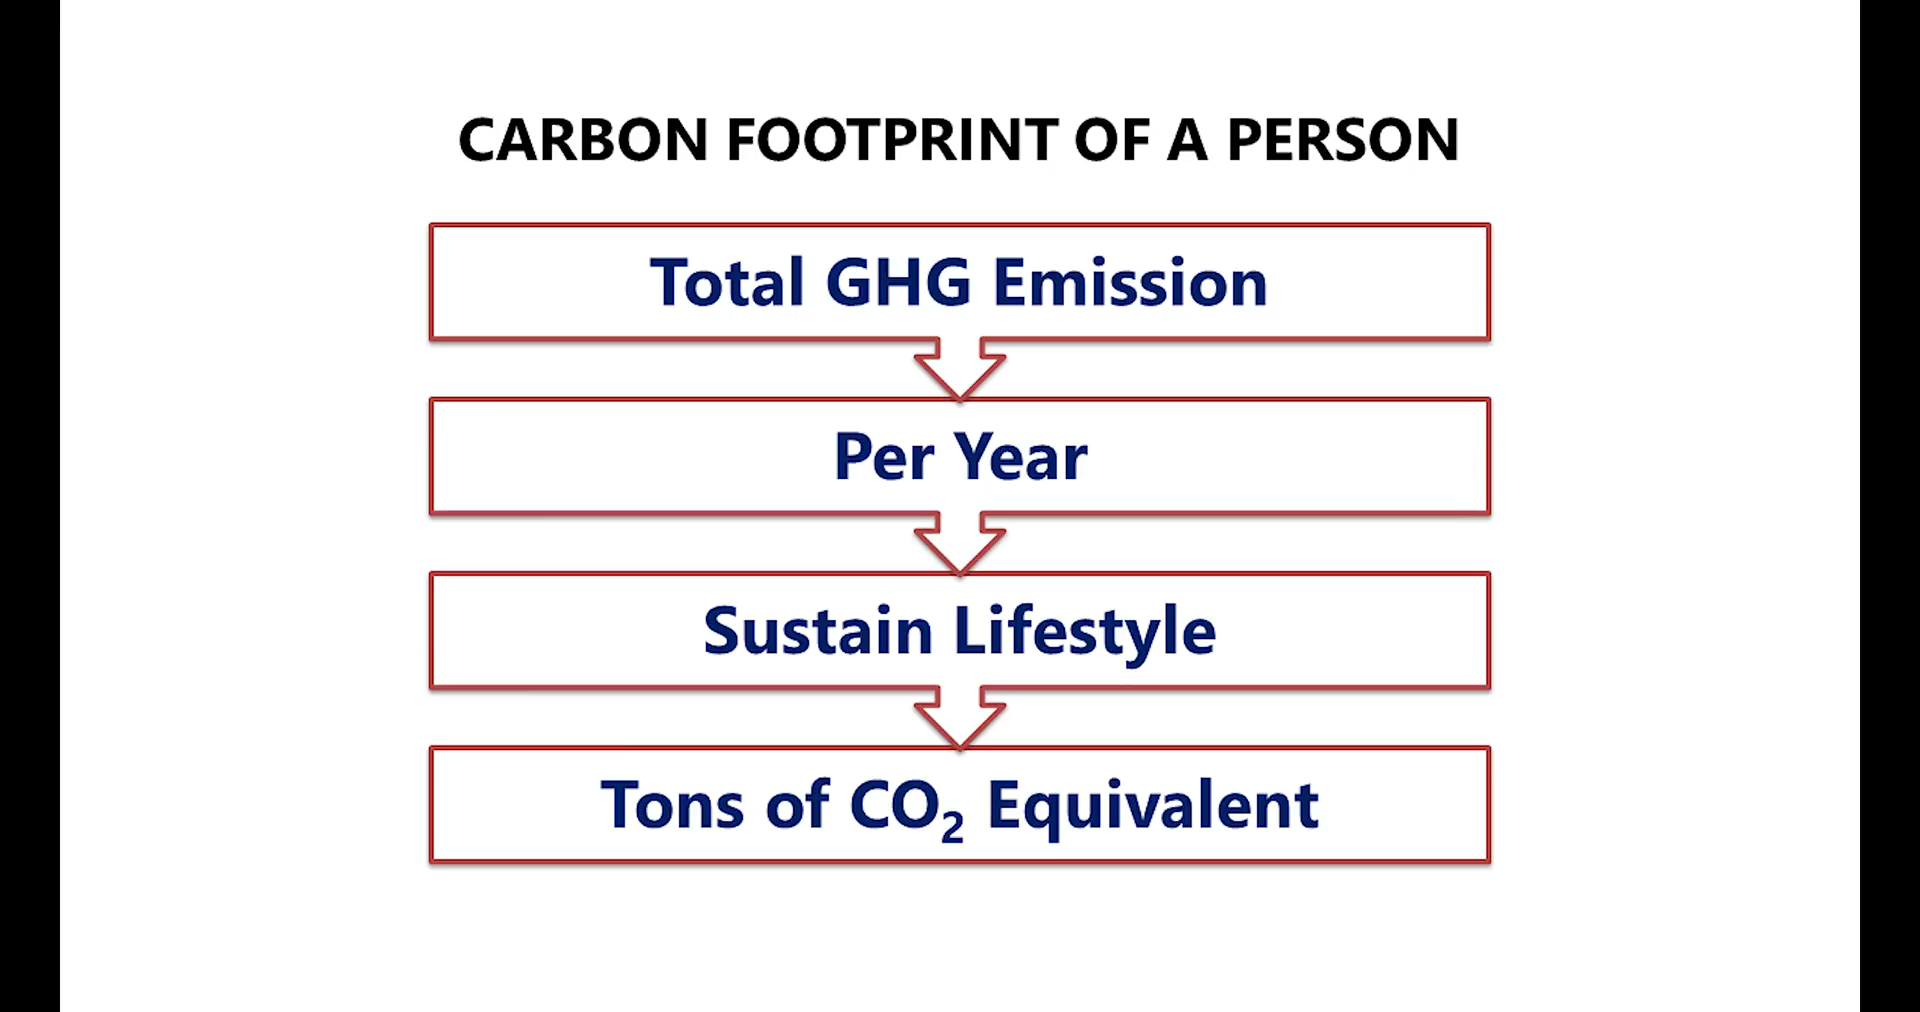 CARBON FOOTPRINT OF A PERSON
Total GHG Emission
Per Year
Sustain Lifestyle
Tons of CO₂ Equivalent